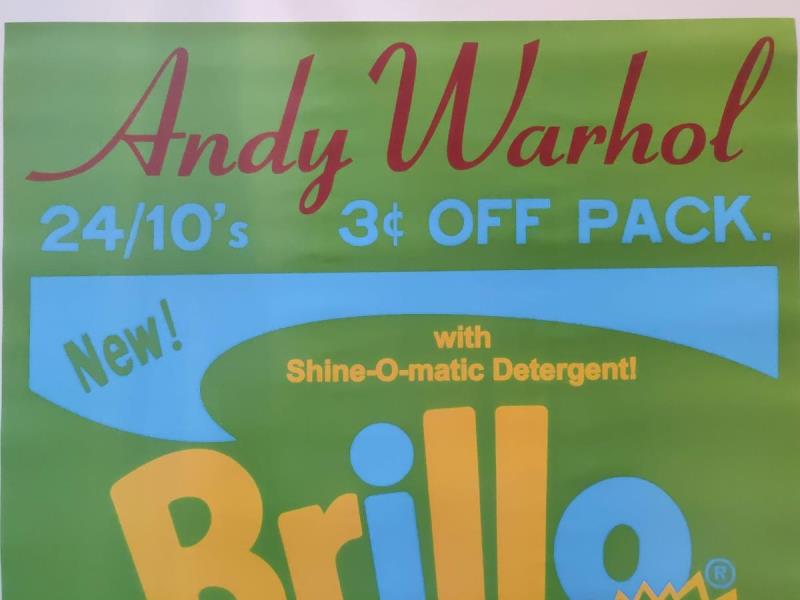 Andy Warhol
24/10's 3¢ OFF PACK.
New!
with
Shine-O-matic Detergent!
Brillo®